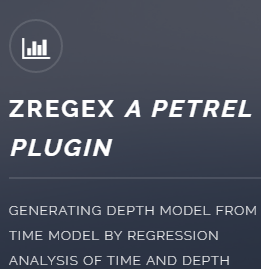 ZREGEX A PETREL
PLUGIN
GENERATING DEPTH MODEL FROM
TIME MODEL BY REGRESSION
ANALYSIS OF TIME AND DEPTH